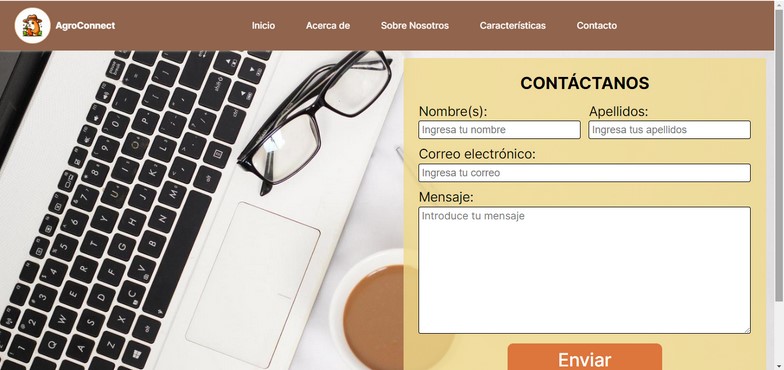 AgroConnect
Inicio
Acerca de
Sobre Nosotros
Características
Contacto
CONTÁCTANOS
Nombre(s):
Apellidos:
Ingresa tu nombre
Ingresa tus apellidos
Correo electrónico:
Ingresa tu correo
Mensaje:
Introduce tu mensaje
Enviar